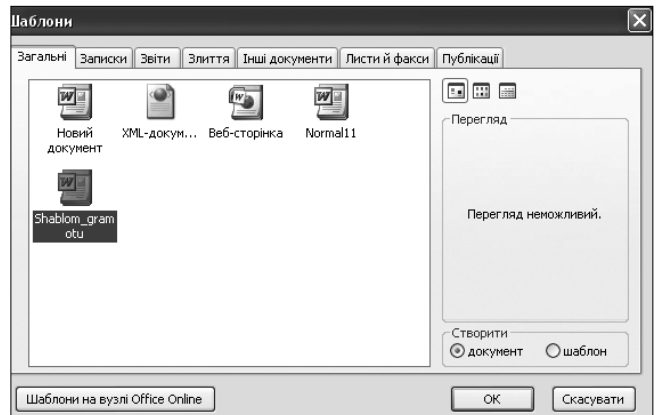 Шаблони
Загальні Записки Звіти Злиття Інші документи Листи й факси Публікації
Новий
документ
XML-докум...
Веб-сторінка
Normal11
Shablom_gram
otu
Перегляд
Перегляд неможливий.
Створити
документ шаблон
Шаблони на вузлі Office Online
ОК Скасувати